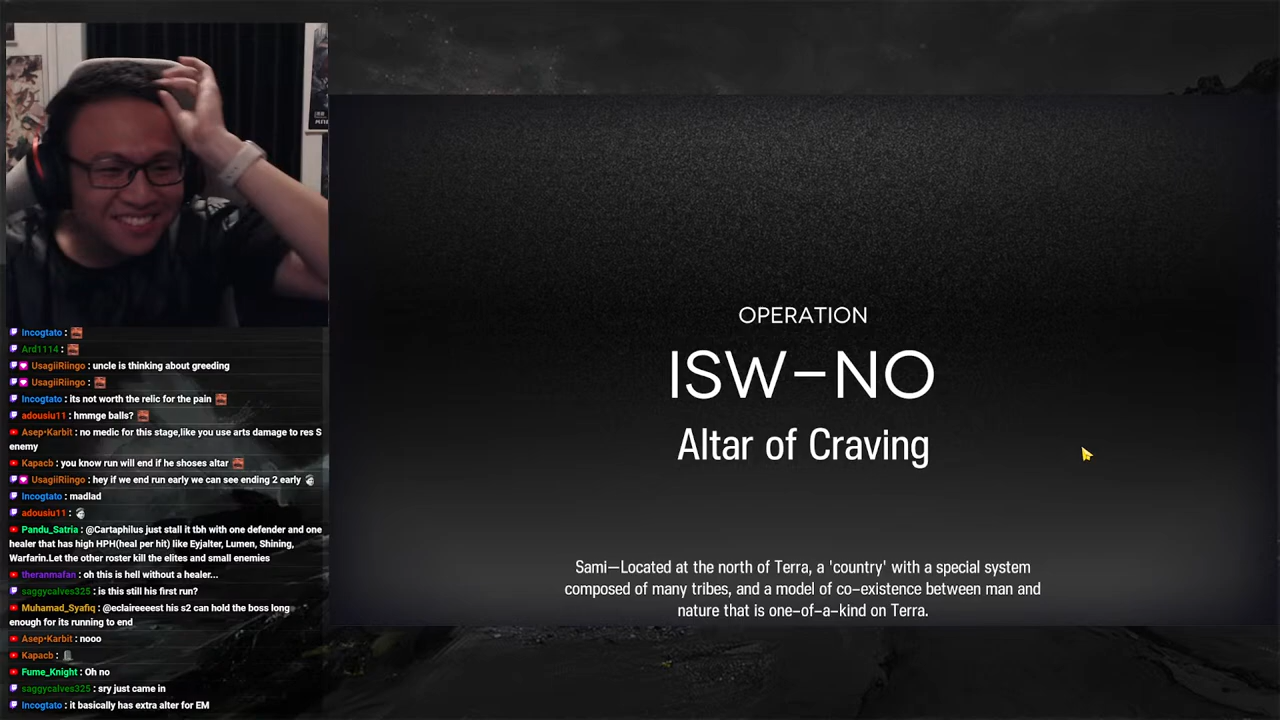 Incogtato :
Ard1114 :
UsagiiRiingo : uncle is thinking about greeding
UsagiiRiingo :
Incogtato : its not worth the relic for the pain
adousiu11 : hmmge balls?
Asep•Karbit : no medic for this stage,like you use arts damage to res S
enemy
Kapacb : you know run will end if he shoses altar
UsagiiRiingo : hey if we end run early we can see ending 2 early
Incogtato : madlad
adousiu11 :
Pandu_Satria : @Cartaphilus just stall it tbh with one defender and one
healer that has high HPH(heal per hit) like Eyjalter, Lumen, Shining,
Warfarin.Let the other roster kill the elites and small enemies
theranmafan : oh this is hell without a healer...
saggycalves325 : is this still his first run?
Muhamad_Syafiq : @eclaireeeest his s2 can hold the boss long
enough for its running to end
Asep•Karbit : nooo
Kapacb :
Fume_Knight : Oh no
saggycalves325 : sry just came in
Incogtato : it basically has extra alter for EM
OPERATION
ISW-NO
Altar of Craving
Sami—Located at the north of Terra, a 'country' with a special system
composed of many tribes, and a model of co-existence between man and
nature that is one-of-a-kind on Terra.